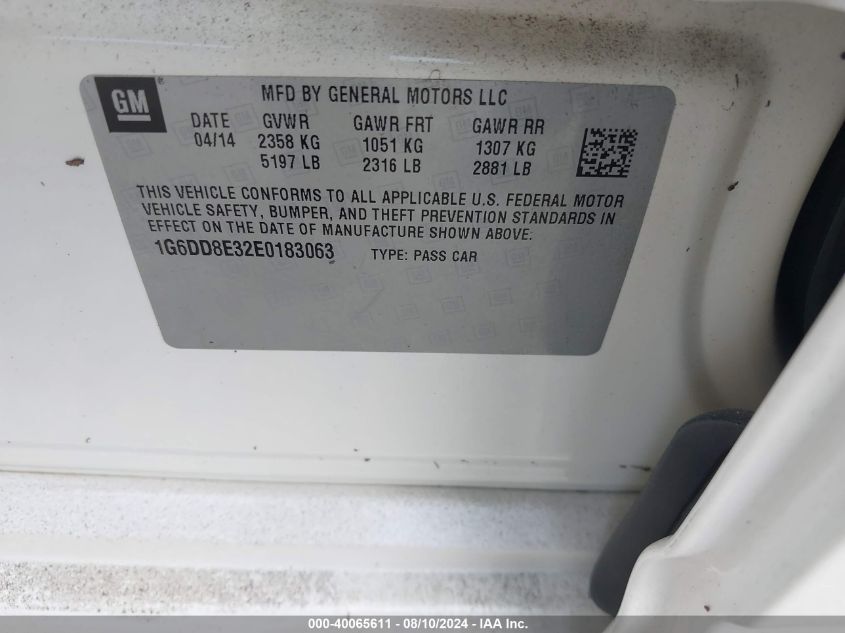 GM
MFD BY GENERAL MOTORS LLC
DATE GVWR GAWR FRT GAWR RR
04/14 2358 KG 1051 KG 1307 KG
5197 LB 2316 LB 2881 LB
THIS VEHICLE CONFORMS TO ALL APPLICABLE U.S. FEDERAL MOTOR
VEHICLE SAFETY, BUMPER, AND THEFT PREVENTION STANDARDS IN
EFFECT ON THE DATE OF MANUFACTURE SHOWN ABOVE.
1G6DD8E32E0183063 TYPE: PASS CAR
000-40065611 - 08/10/2024 - IAA Inc.